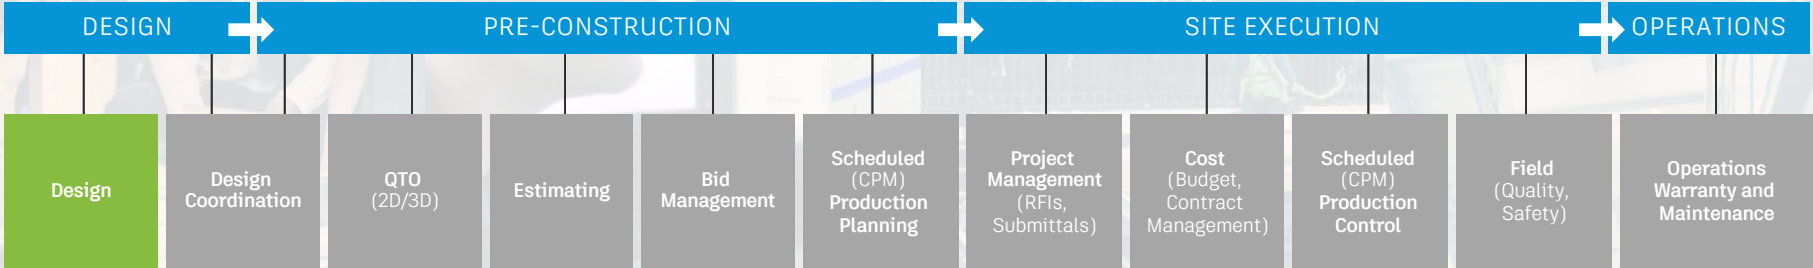 DESIGN
PRE-CONSTRUCTION
SITE EXECUTION
OPERATIONS
Design
Design
Coordination
QTO
(2D/3D)
Estimating
Bid
Management
Scheduled
(CPM)
Production
Planning
Project
Management
(RFIs,
Submittals)
Cost
(Budget,
Contract
Management)
Scheduled
(CPM)
Production
Control
Field
(Quality,
Safety)
Operations
Warranty and
Maintenance